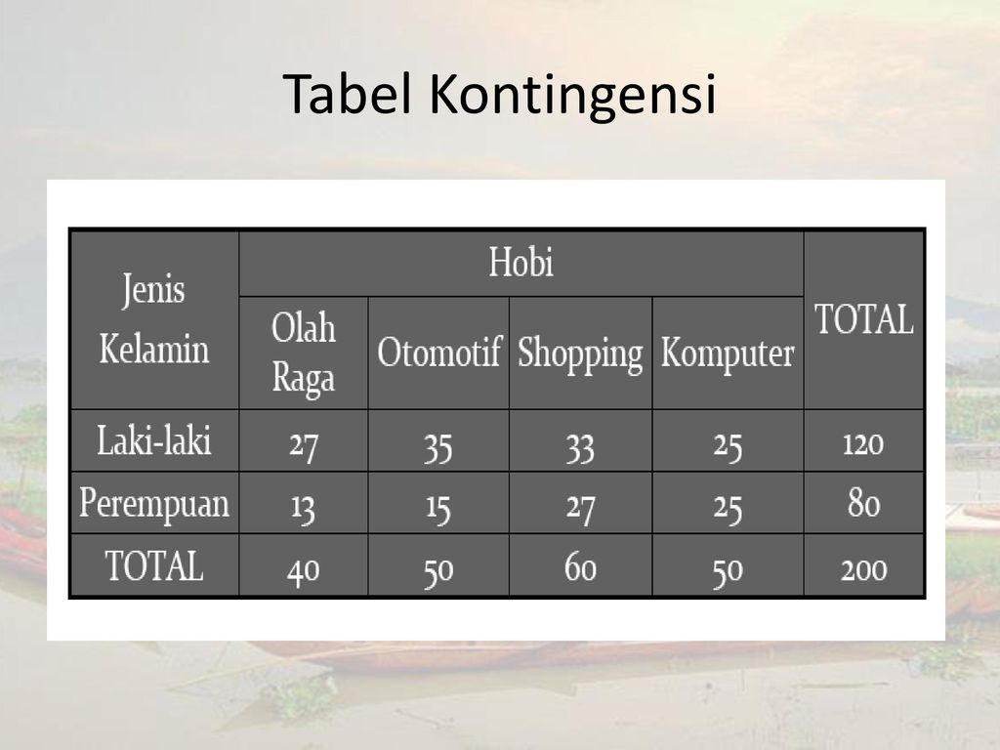 Tabel Kontingensi
Jenis Kelamin
Hobi
TOTAL
Olah Raga
Otomotif
Shopping
Komputer
Laki-laki 27 35 33 25 120
Perempuan 13 15 27 25 80
TOTAL 40 50 60 50 200